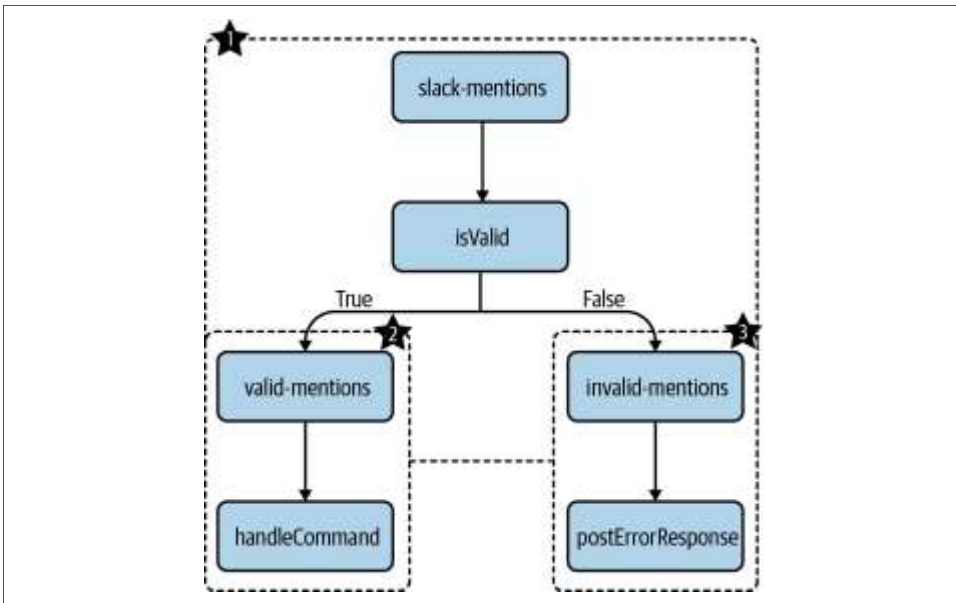 1
slack-mentions
isValid
True
False
2
3
valid-mentions
invalid-mentions
handleCommand
postErrorResponse